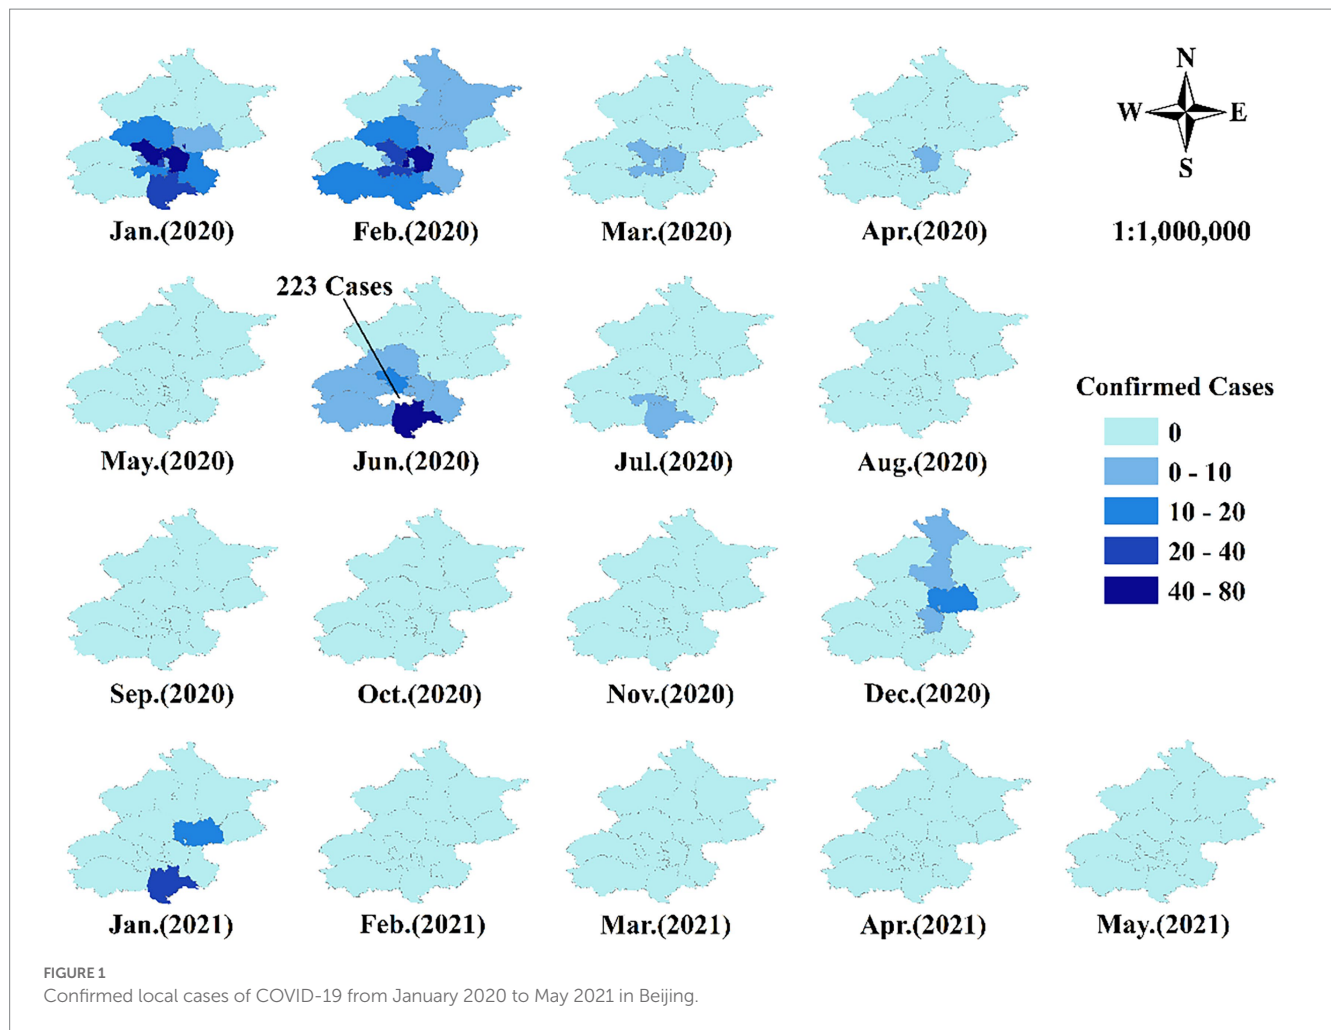 N
W E
S
Jan.(2020) Feb.(2020) Mar.(2020) Apr.(2020) 1:1,000,000
223 Cases
May.(2020) Jun.(2020) Jul.(2020) Aug.(2020)
Confirmed Cases
0
0 - 10
10 - 20
20 - 40
40 - 80
Sep.(2020) Oct.(2020) Nov.(2020) Dec.(2020)
Jan.(2021) Feb.(2021) Mar.(2021) Apr.(2021) May.(2021)
FIGURE 1
Confirmed local cases of COVID-19 from January 2020 to May 2021 in Beijing.